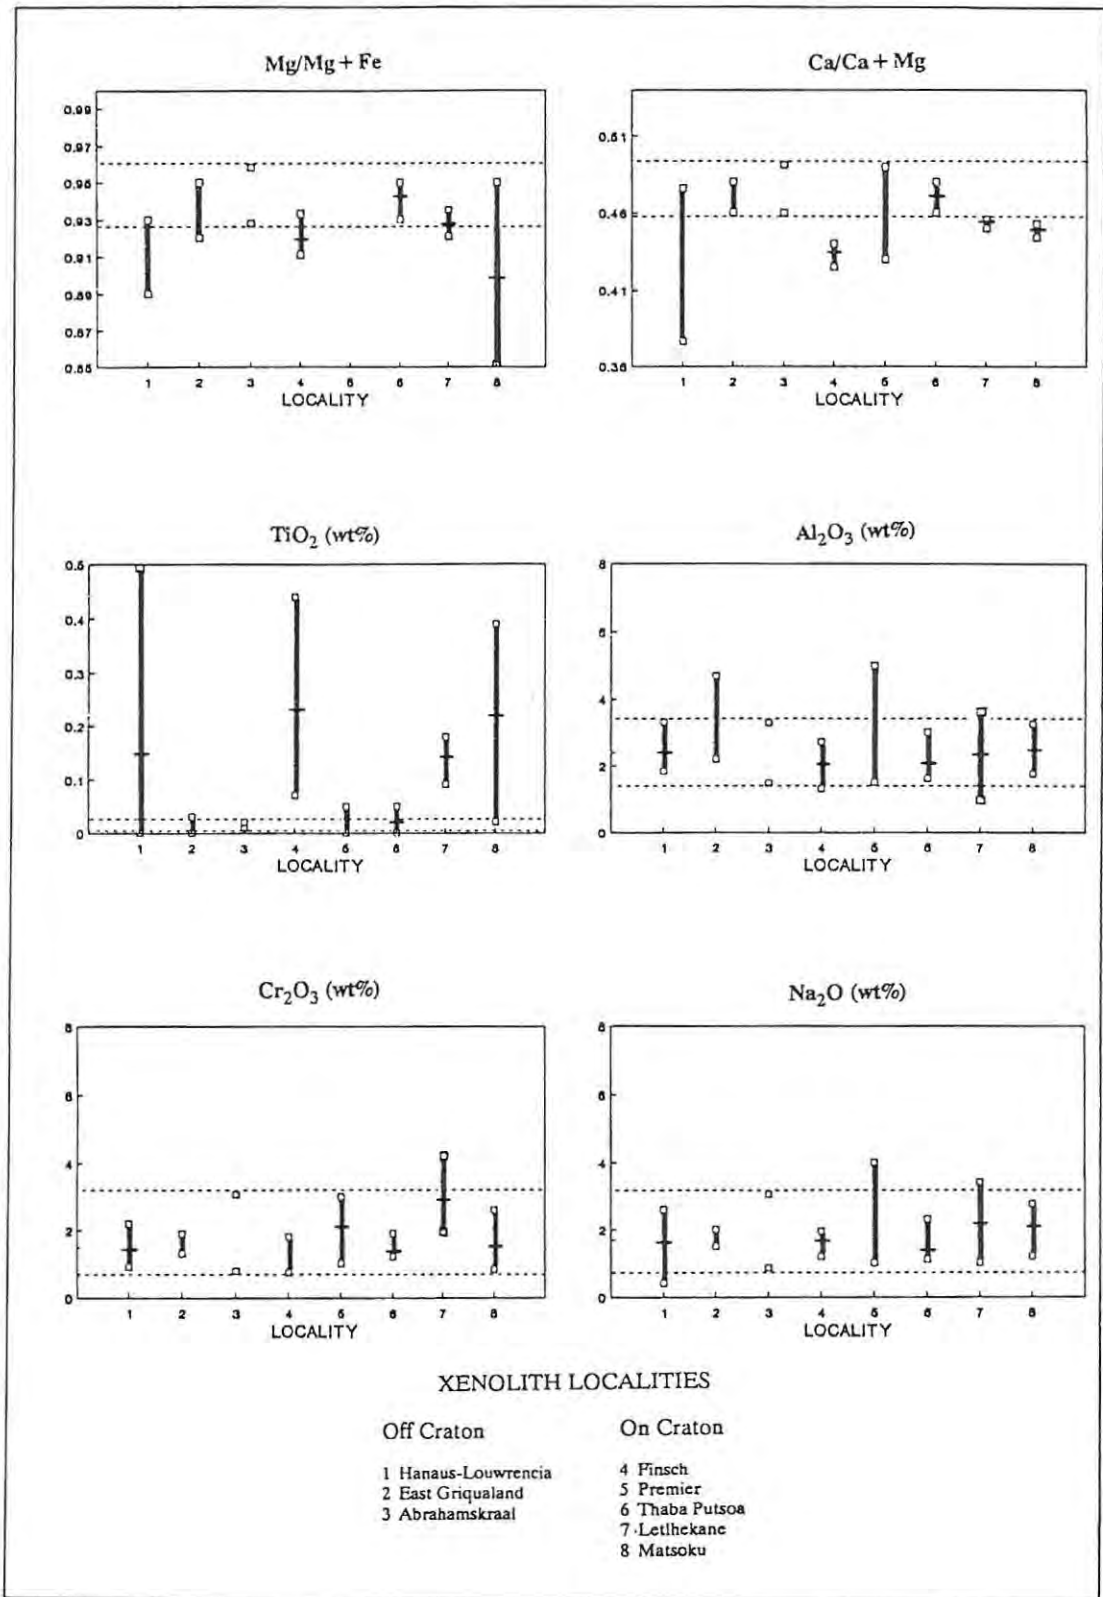 Mg/Mg + Fe
0.99
0.97
0.95
0.93
0.91
0.89
0.87
0.85
1 2 3 4 5 6 7 8
LOCALITY
Ca/Ca + Mg
0.51
0.46
0.41
0.36
1 2 3 4 5 6 7 8
LOCALITY
TiO₂ (wt%)
0.5
0.4
0.3
0.2
0.1
0
1 2 3 4 5 6 7 8
LOCALITY
Al₂O₃ (wt%)
8
6
4
2
0
1 2 3 4 5 6 7 8
LOCALITY
Cr₂O₃ (wt%)
8
6
4
2
0
1 2 3 4 5 6 7 8
LOCALITY
Na₂O (wt%)
8
6
4
2
0
1 2 3 4 5 6 7 8
LOCALITY
XENOLITH LOCALITIES
Off Craton
1 Hanaus-Louwrencia
2 East Griqualand
3 Abrahamskraal
On Craton
4 Finsch
5 Premier
6 Thaba Putsoa
7 Letlhekane
8 Matsoku